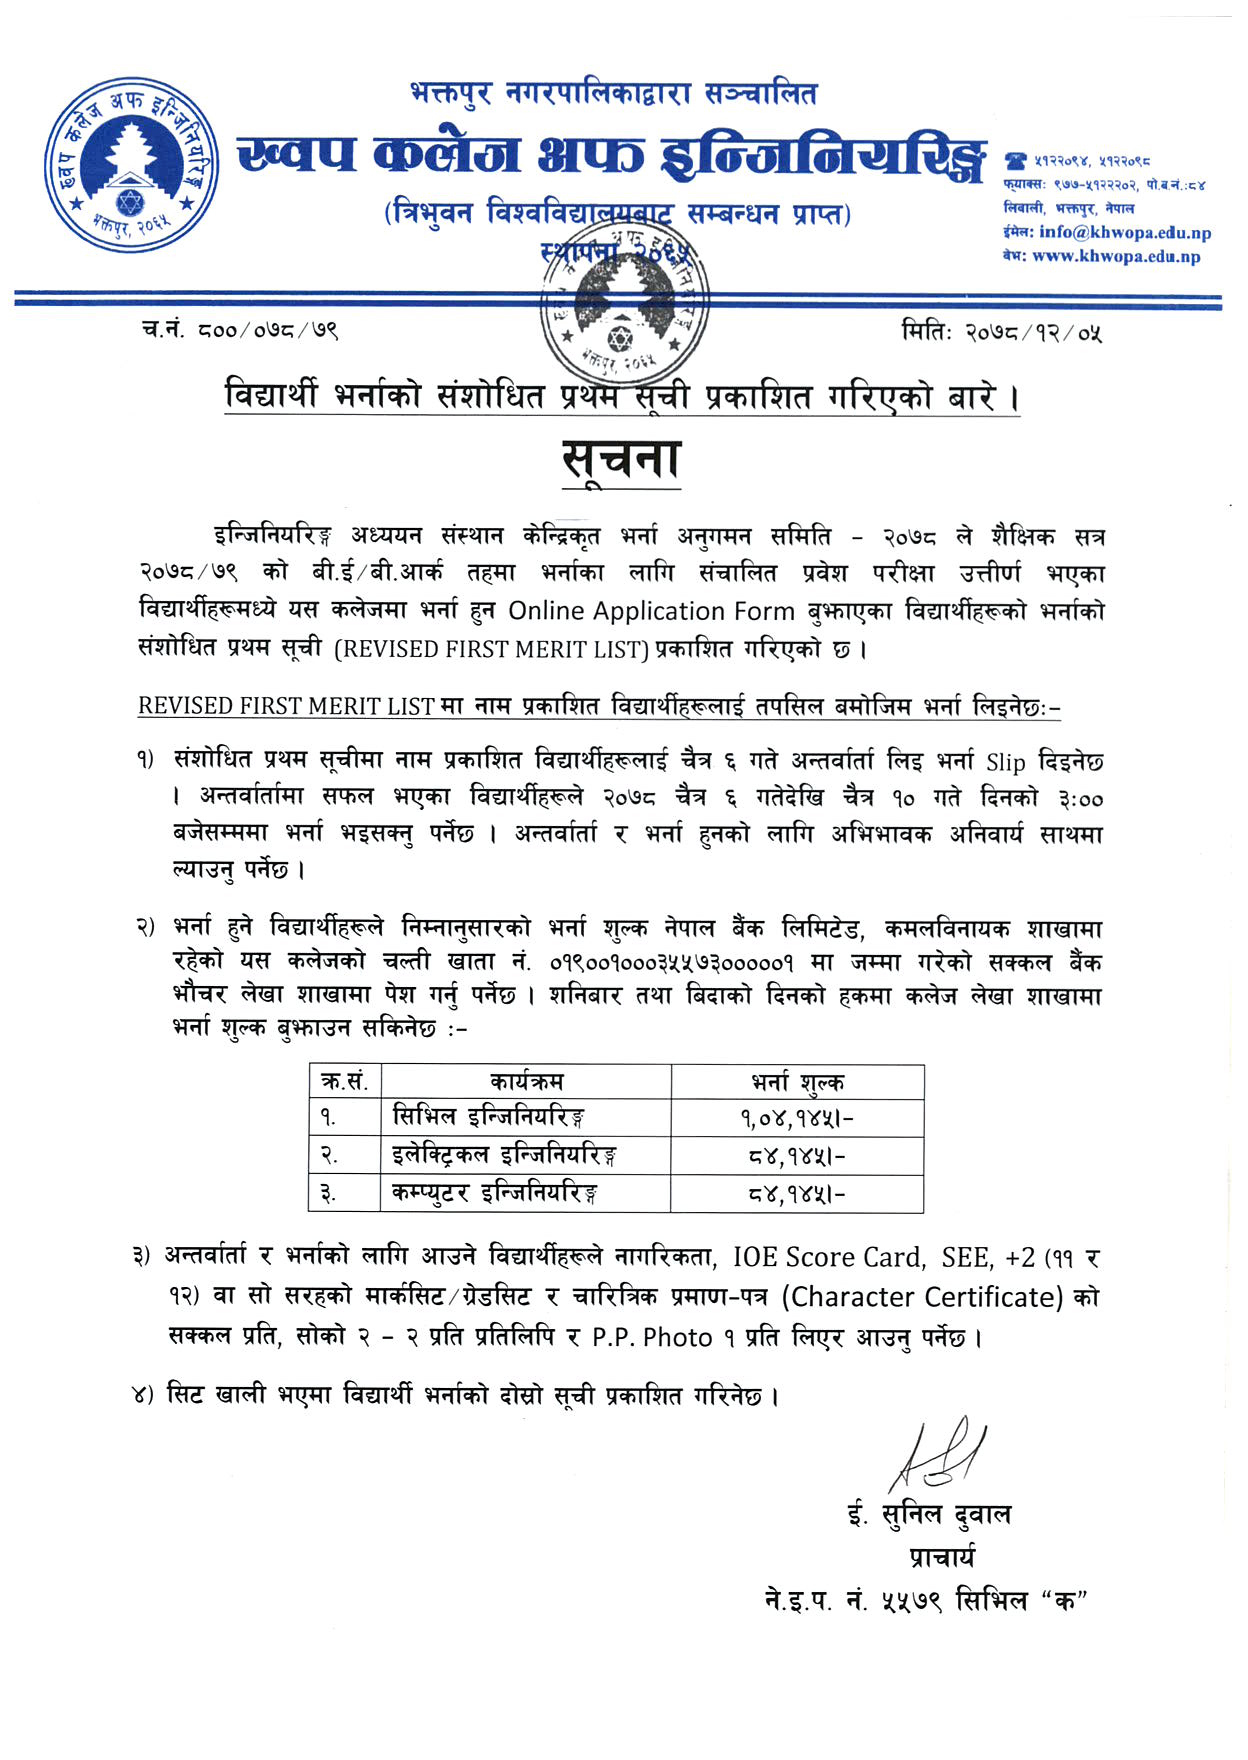 भक्तपुर नगरपालिकाद्वारा सञ्चालित
ख्वप कलेज अफ इन्जिनियरिङ्ग
(त्रिभुवन विश्वविद्यालयबाट सम्बन्धन प्राप्त)
स्थापना २०६५
ख्वप कलेज अफ इन्जिनियरिङ्ग
भक्तपुर, २०६५
☎ ५१२२०९४, ५१२२०९८
फ्याक्सः ९७७-५१२२२०२, पो.ब.नं.:८४
लिवाली, भक्तपुर, नेपाल
ईमेल: info@khwopa.edu.np
वेभ: www.khwopa.edu.np
ख्वप कलेज अफ इन्जिनियरिङ्ग
भक्तपुर, २०६५
च.नं. ८००/०७८/७९
मितिः २०७८/१२/०५
विद्यार्थी भर्नाको संशोधित प्रथम सूची प्रकाशित गरिएको बारे ।
सूचना
इन्जिनियरिङ्ग अध्ययन संस्थान केन्द्रिकृत भर्ना अनुगमन समिति – २०७८ ले शैक्षिक सत्र
२०७८/७९ को बी.ई/बी.आर्क तहमा भर्नाका लागि संचालित प्रवेश परीक्षा उत्तीर्ण भएका
विद्यार्थीहरूमध्ये यस कलेजमा भर्ना हुन Online Application Form बुझाएका विद्यार्थीहरूको भर्नाको
संशोधित प्रथम सूची (REVISED FIRST MERIT LIST) प्रकाशित गरिएको छ ।
REVISED FIRST MERIT LIST मा नाम प्रकाशित विद्यार्थीहरूलाई तपसिल बमोजिम भर्ना लिइनेछः–
१) संशोधित प्रथम सूचीमा नाम प्रकाशित विद्यार्थीहरूलाई चैत्र ६ गते अन्तर्वार्ता लिइ भर्ना Slip दिइनेछ
। अन्तर्वार्तामा सफल भएका विद्यार्थीहरूले २०७८ चैत्र ६ गतेदेखि चैत्र १० गते दिनको ३:००
बजेसम्ममा भर्ना भइसक्नु पर्नेछ । अन्तर्वार्ता र भर्ना हुनको लागि अभिभावक अनिवार्य साथमा
ल्याउनु पर्नेछ ।
२) भर्ना हुने विद्यार्थीहरूले निम्नानुसारको भर्ना शुल्क नेपाल बैंक लिमिटेड, कमलविनायक शाखामा
रहेको यस कलेजको चल्ती खाता नं. ०१९००१०००३५५७३०००००१ मा जम्मा गरेको सक्कल बैंक
भौचर लेखा शाखामा पेश गर्नु पर्नेछ । शनिबार तथा बिदाको दिनको हकमा कलेज लेखा शाखामा
भर्ना शुल्क बुझाउन सकिनेछ :–
क्र.सं. कार्यक्रम भर्ना शुल्क
१. सिभिल इन्जिनियरिङ्ग १,०४,१४५।–
२. इलेक्ट्रिकल इन्जिनियरिङ्ग ८४,१४५।–
३. कम्प्युटर इन्जिनियरिङ्ग ८४,१४५।–
३) अन्तर्वार्ता र भर्नाको लागि आउने विद्यार्थीहरूले नागरिकता, IOE Score Card, SEE, +2 (११ र
१२) वा सो सरहको मार्कसिट/ग्रेडसिट र चारित्रिक प्रमाण–पत्र (Character Certificate) को
सक्कल प्रति, सोको २ – २ प्रति प्रतिलिपि र P.P. Photo १ प्रति लिएर आउनु पर्नेछ ।
४) सिट खाली भएमा विद्यार्थी भर्नाको दोस्रो सूची प्रकाशित गरिनेछ ।
ई. सुनिल दुवाल
प्राचार्य
ने.इ.प. नं. ५५७९ सिभिल “क”